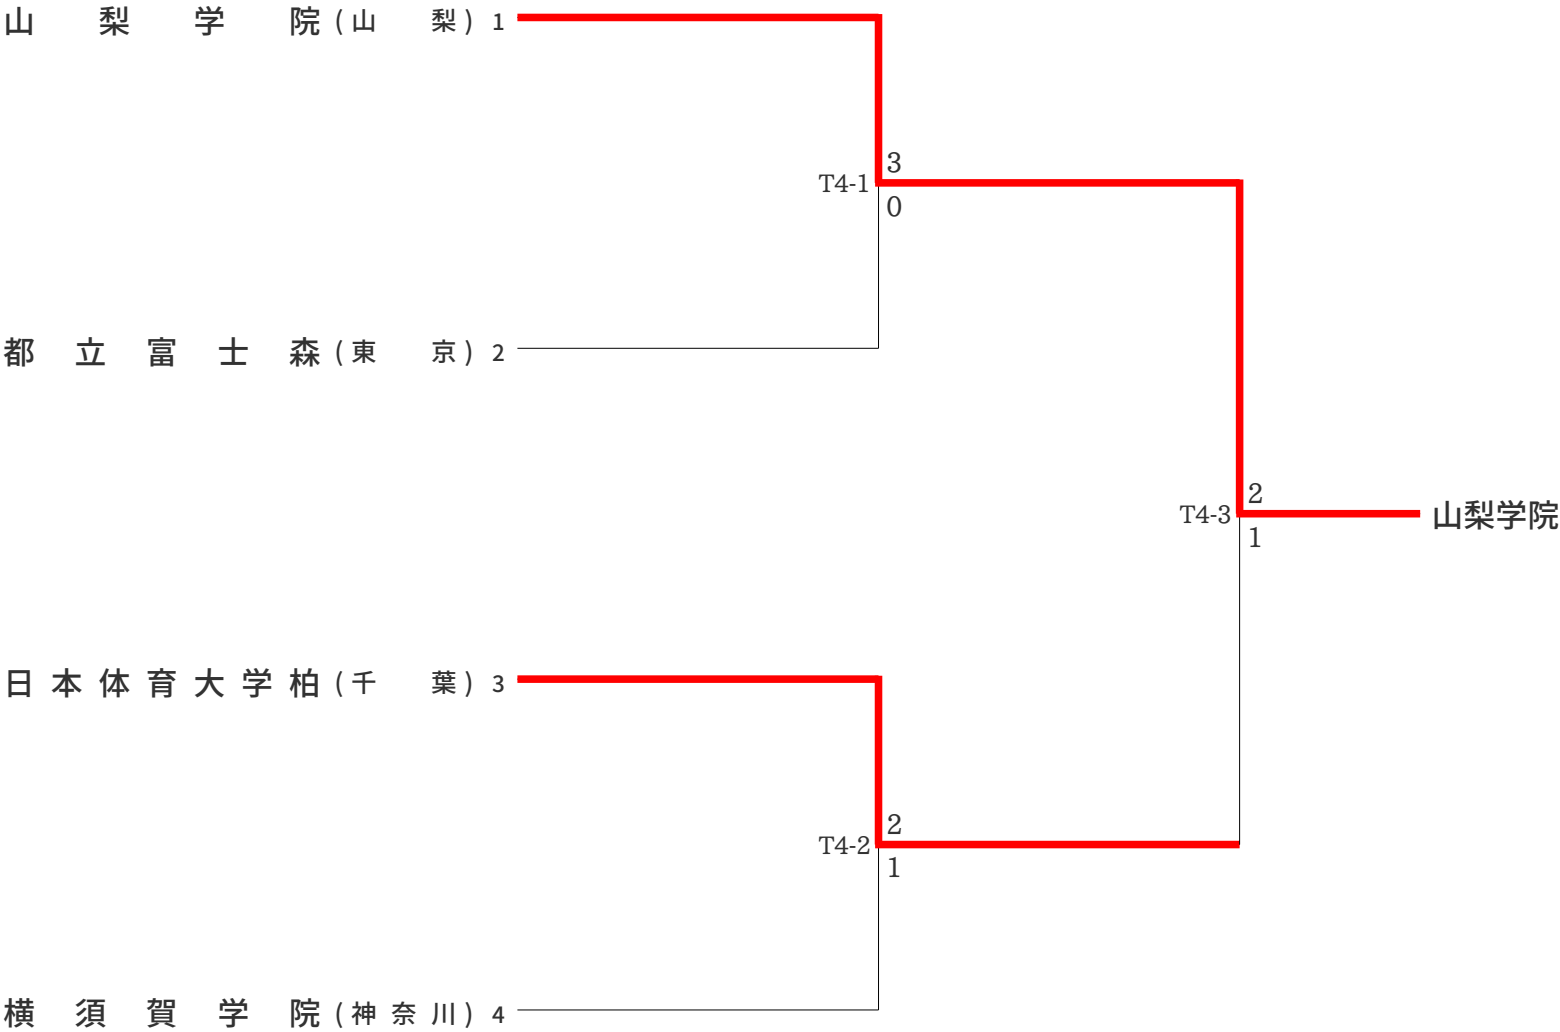 山梨学院(山梨) 1
3
T4-1
0
都立富士森(東京) 2
2
T4-3
山梨学院
1
日本体育大学柏(千葉) 3
2
T4-2
1
横須賀学院(神奈川) 4